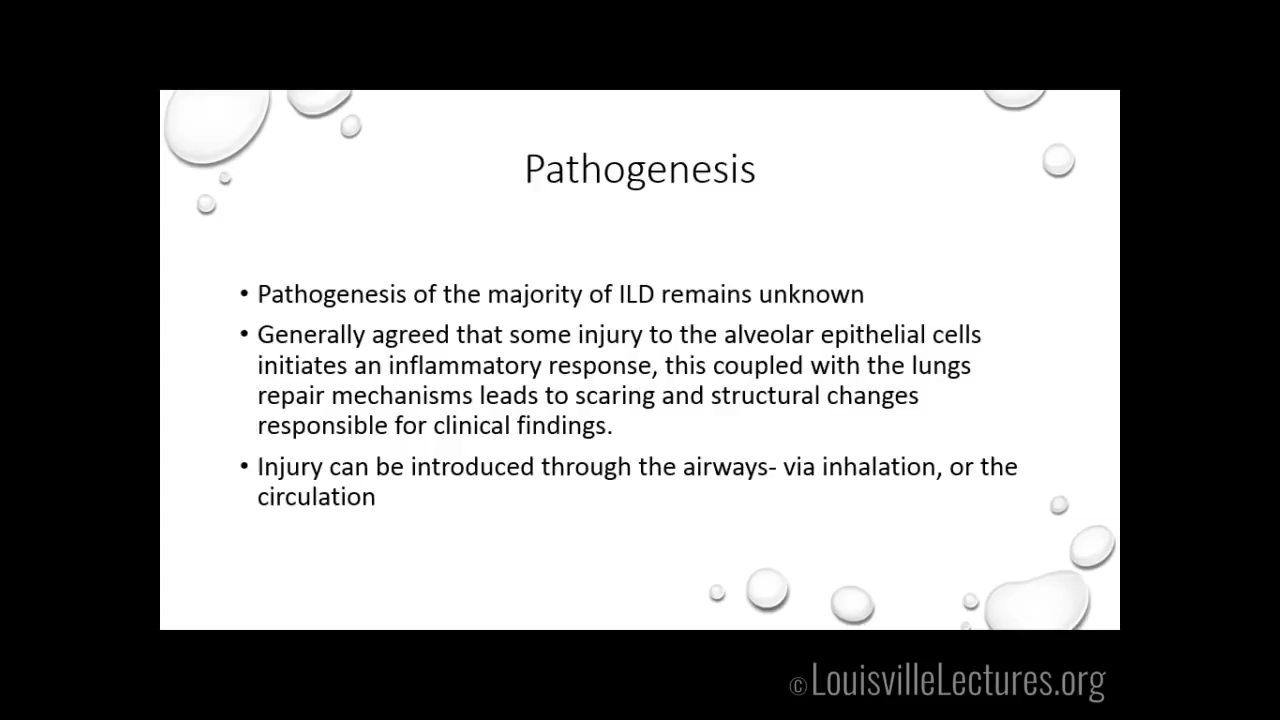 Pathogenesis
• Pathogenesis of the majority of ILD remains unknown
• Generally agreed that some injury to the alveolar epithelial cells
initiates an inflammatory response, this coupled with the lungs
repair mechanisms leads to scaring and structural changes
responsible for clinical findings.
• Injury can be introduced through the airways- via inhalation, or the
circulation
© LouisvilleLectures.org